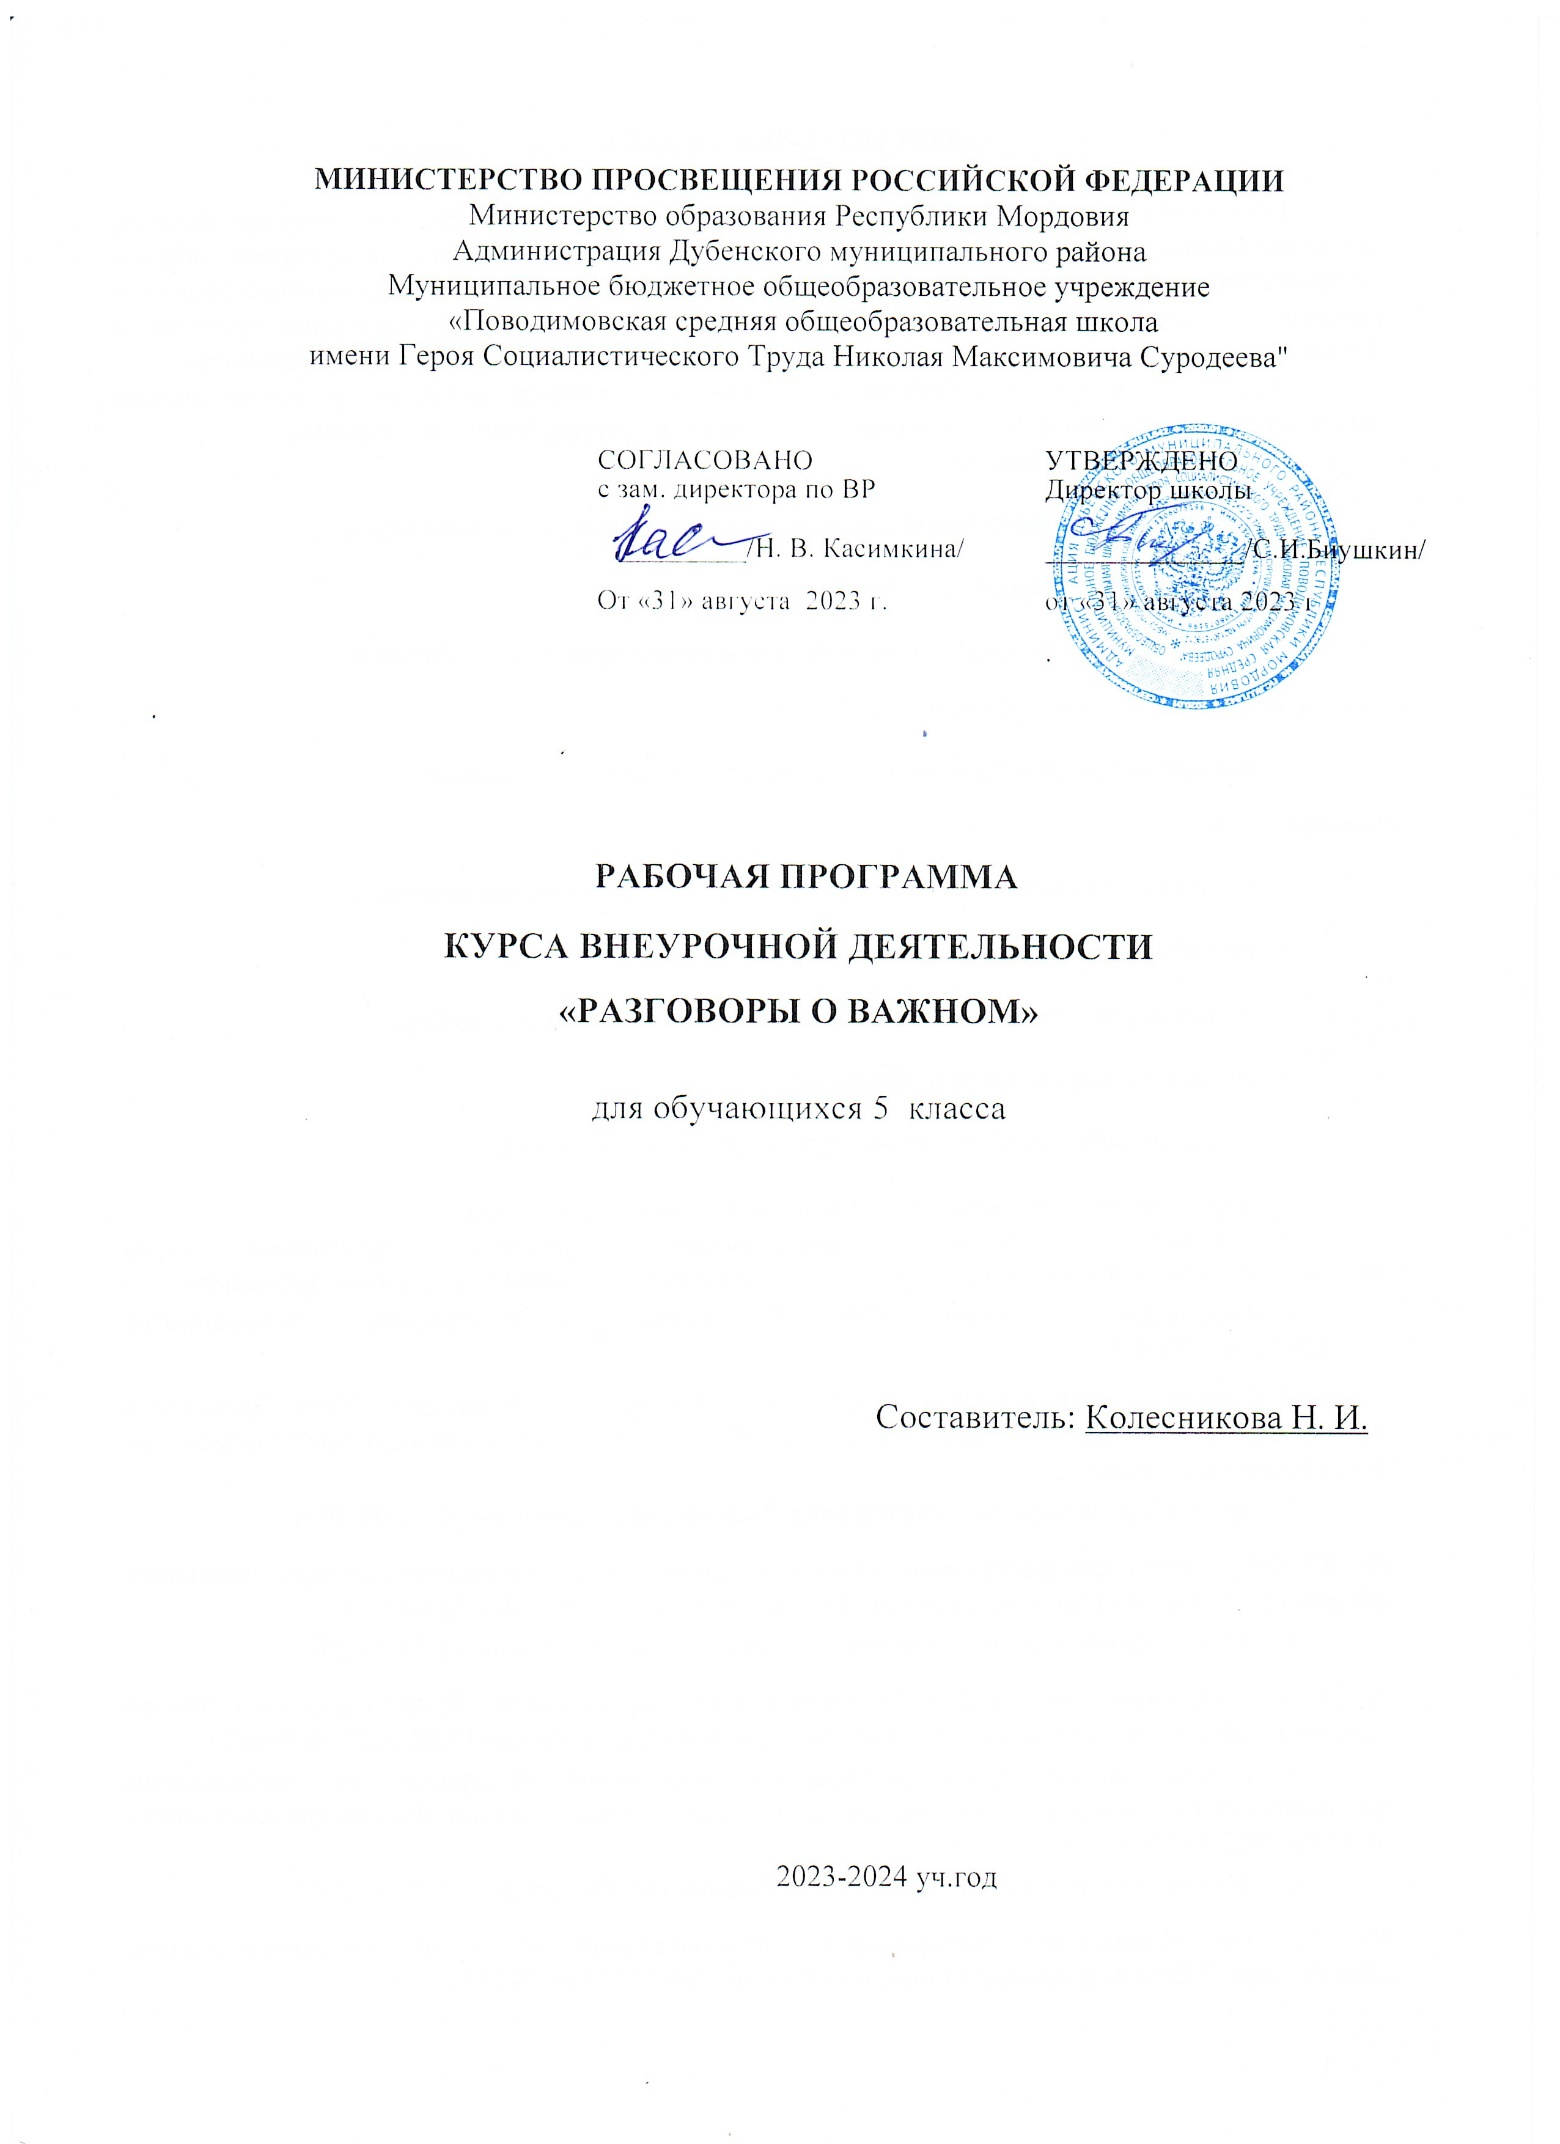 МИНИСТЕРСТВО ПРОСВЕЩЕНИЯ РОССИЙСКОЙ ФЕДЕРАЦИИ
Министерство образования Республики Мордовия
Администрация Дубенского муниципального района
Муниципальное бюджетное общеобразовательное учреждение
«Поводимовская средняя общеобразовательная школа
имени Героя Социалистического Труда Николая Максимовича Суродеева"
СОГЛАСОВАНО
с зам. директора по ВР
/Н. В. Касимкина/
От «31» августа 2023 г.
УТВЕРЖДЕНО
Директор школы
/С.И.Биушкин/
от «31» августа 2023 г
РАБОЧАЯ ПРОГРАММА
КУРСА ВНЕУРОЧНОЙ ДЕЯТЕЛЬНОСТИ
«РАЗГОВОРЫ О ВАЖНОМ»
для обучающихся 5 класса
Составитель: Колесникова Н. И.
2023-2024 уч.год